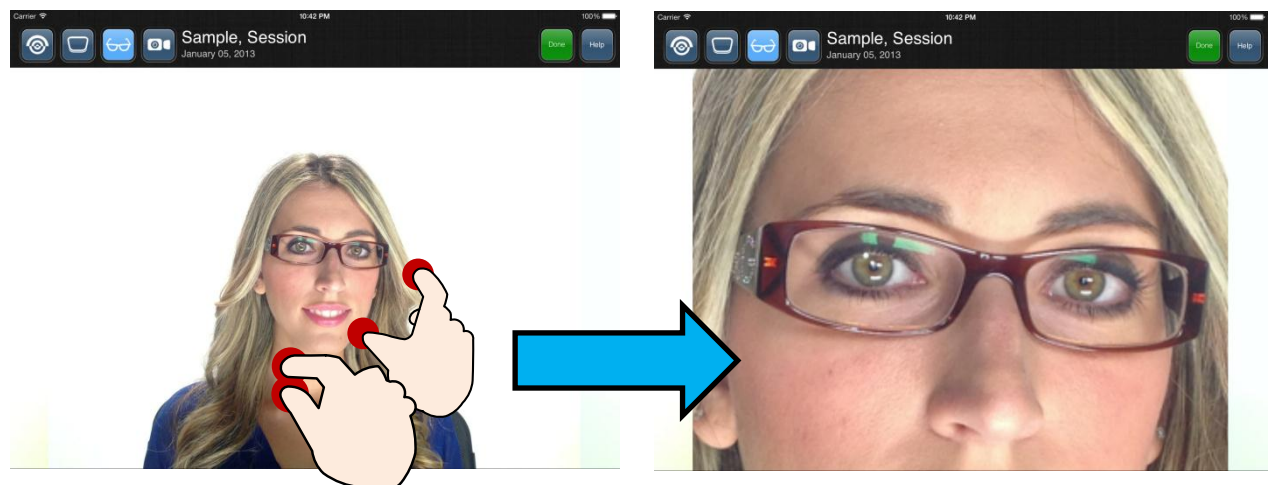 Carrier 10:42 PM 100%
Sample, Session
January 05, 2013
Done Help
Carrier 10:42 PM 100%
Sample, Session
January 05, 2013
Done Help